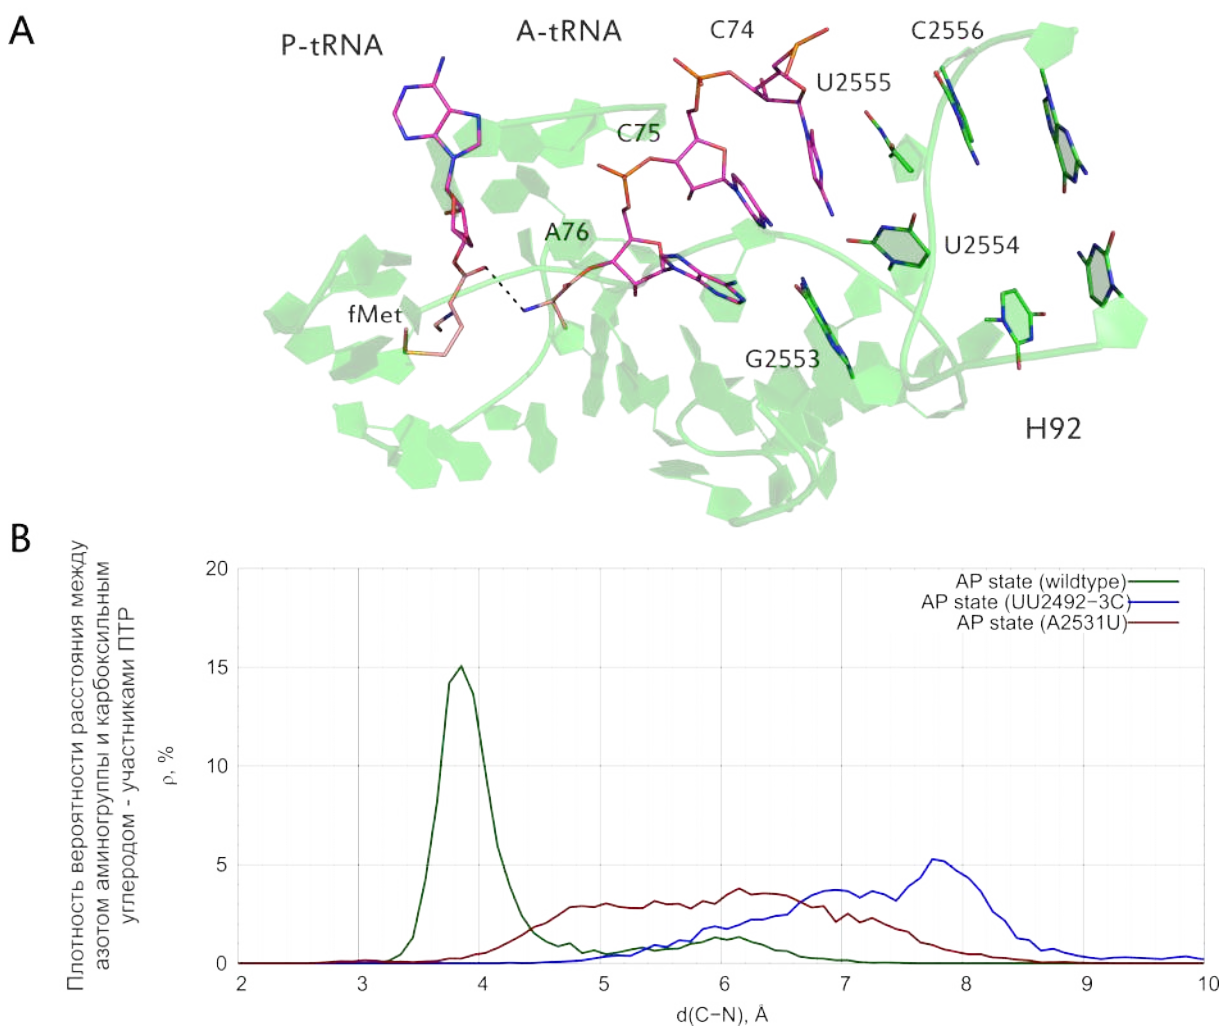 A
P-tRNA
A-tRNA
C74
C2556
U2555
C75
A76
U2554
fMet
G2553
H92
B
Плотность вероятности расстояния между
азотом аминогруппы и карбоксильным
углеродом - участниками ПТР
ρ, %
20
15
10
5
0
AP state (wildtype)
AP state (UU2492−3C)
AP state (A2531U)
2 3 4 5 6 7 8 9 10
d(C−N), Å